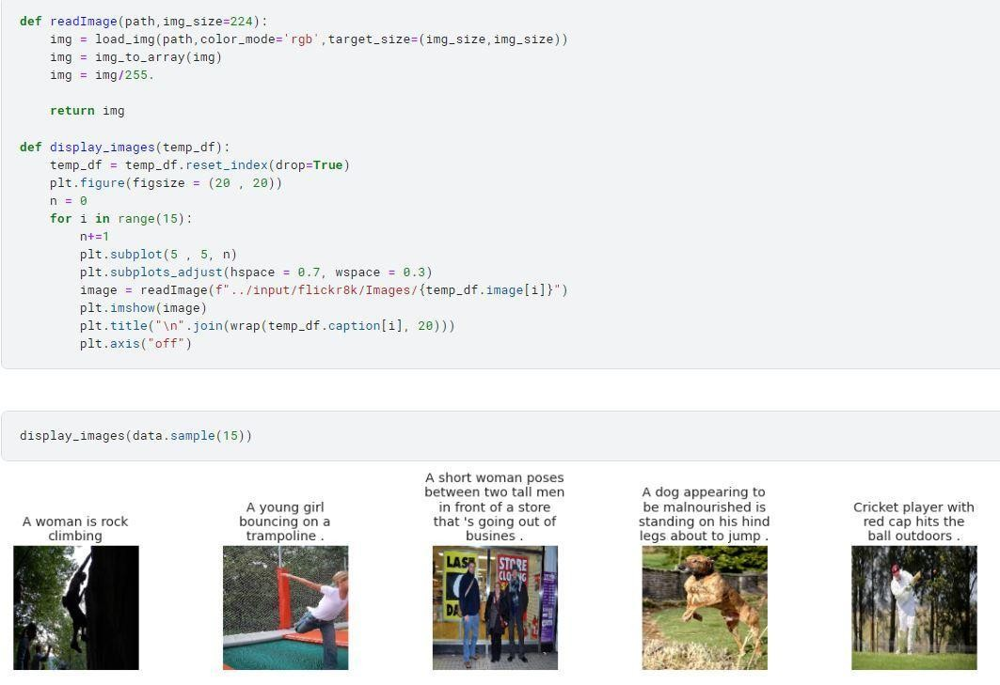 def readImage(path,img_size=224):
    img = load_img(path,color_mode='rgb',target_size=(img_size,img_size))
    img = img_to_array(img)
    img = img/255.

    return img

def display_images(temp_df):
    temp_df = temp_df.reset_index(drop=True)
    plt.figure(figsize = (20 , 20))
    n = 0
    for i in range(15):
        n+=1
        plt.subplot(5 , 5, n)
        plt.subplots_adjust(hspace = 0.7, wspace = 0.3)
        image = readImage(f"../input/flickr8k/Images/{temp_df.image[i]}")
        plt.imshow(image)
        plt.title("\n".join(wrap(temp_df.caption[i], 20)))
        plt.axis("off")

display_images(data.sample(15))

A woman is rock
climbing
A young girl
bouncing on a
trampoline .
A short woman poses
between two tall men
in front of a store
that 's going out of
busines .
A dog appearing to
be malnourished is
standing on his hind
legs about to jump .
Cricket player with
red cap hits the
ball outdoors .
LAS
DA
STORE